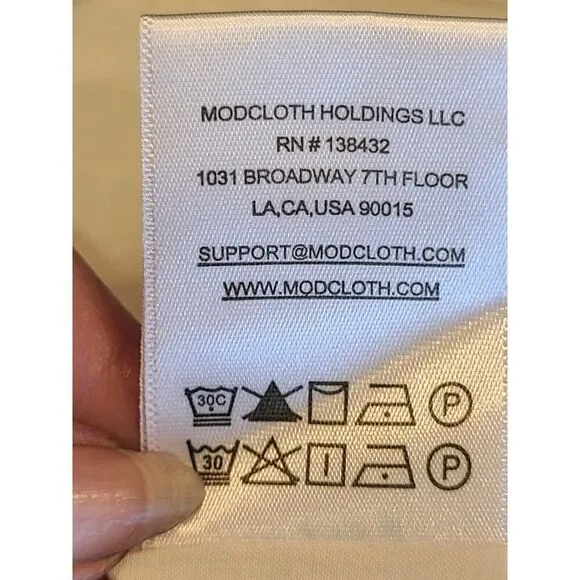 MODCLOTH HOLDINGS LLC
RN # 138432
1031 BROADWAY 7TH FLOOR
LA,CA,USA 90015
SUPPORT@MODCLOTH.COM
WWW.MODCLOTH.COM
30C P
30 P